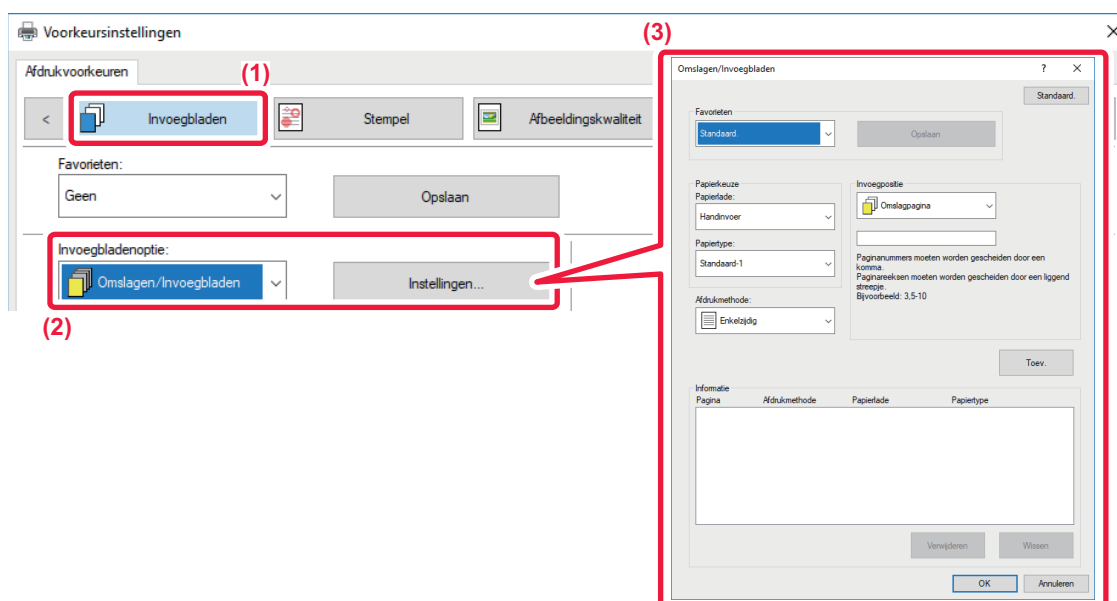 Voorkeursinstellingen
Afdrukvoorkeuren
(1)
< Invoegbladen Stempel Afbeeldingskwaliteit
Favorieten:
Geen Opslaan
Invoegbladenoptie:
Omslagen/Invoegbladen Instellingen...
(2)
(3)
Omslagen/Invoegbladen ?
Standaard.
Favorieten
Standaard. Opslaan
Papierkeuze
Papierlade:
Handinvoer
Papiertype:
Standaard-1
Afdrukmethode:
Enkelzijdig
Invoegpositie
Omslagpagina
Paginanummers moeten worden gescheiden door een
komma.
Paginareeksen moeten worden gescheiden door een liggend
streepje.
Bijvoorbeeld: 3,5-10
Toev.
Informatie
Pagina Afdrukmethode Papierlade Papiertype
Verwijderen Wissen
OK Annuleren